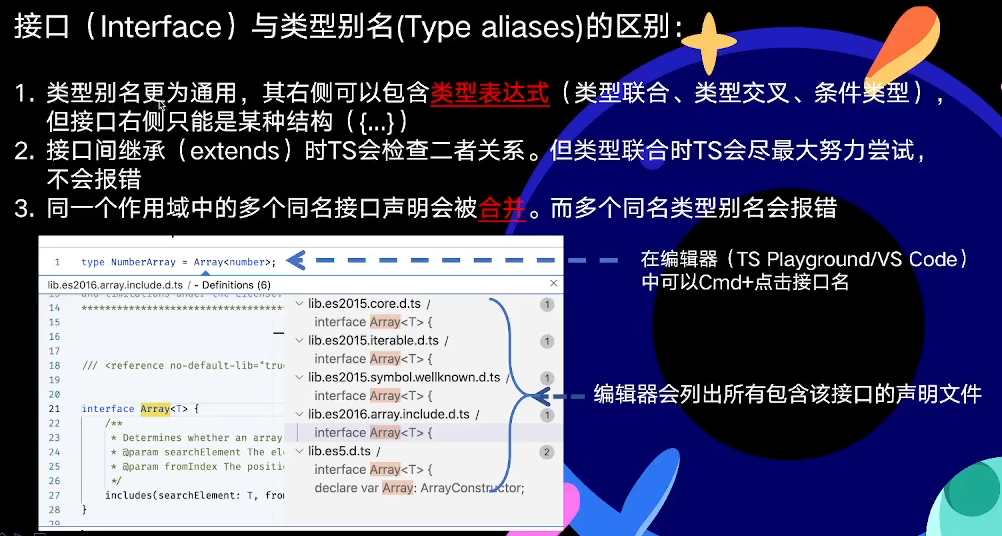 接口（Interface）与类型别名(Type aliases)的区别：
1. 类型别名更为通用，其右侧可以包含类型表达式（类型联合、类型交叉、条件类型），
但接口右侧只能是某种结构（{...}）
2. 接口间继承（extends）时TS会检查二者关系。但类型联合时TS会尽最大努力尝试，
不会报错
3. 同一个作用域中的多个同名接口声明会被合并。而多个同名类型别名会报错
1 type NumberArray = Array<number>;
在编辑器（TS Playground/VS Code）
中可以Cmd+点击接口名
lib.es2016.array.include.d.ts / - Definitions (6)
14 ***********************************
15
16
17
18 /// <reference no-default-lib="tru
19
20
21 interface Array<T> {
22 /**
23 * Determines whether an array
24 * @param searchElement The ele
25 * @param fromIndex The positio
26 */
27 includes(searchElement: T, fro
28 }
29
lib.es2015.core.d.ts / 1
interface Array<T> {
lib.es2015.iterable.d.ts / 1
interface Array<T> {
lib.es2015.symbol.wellknown.d.ts / 1
interface Array<T> {
lib.es2016.array.include.d.ts / 1
interface Array<T> {
lib.es5.d.ts / 2
interface Array<T> {
declare var Array: ArrayConstructor;
编辑器会列出所有包含该接口的声明文件